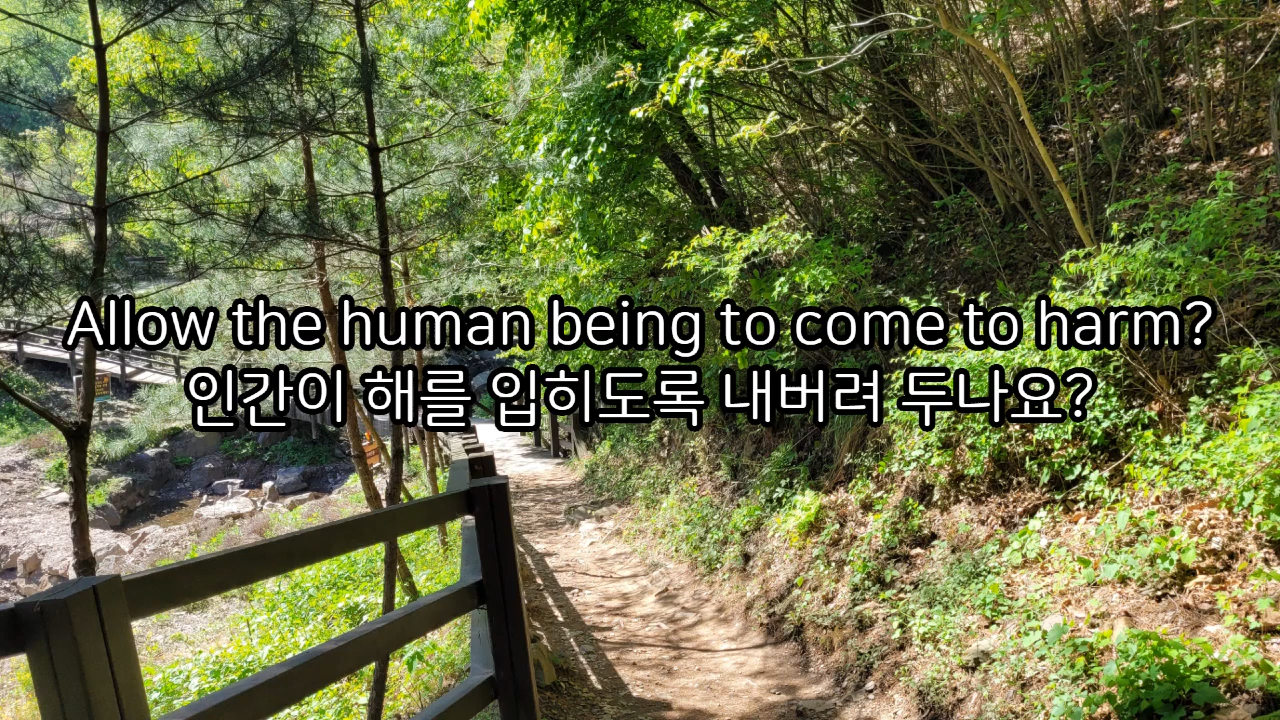 Allow the human being to come to harm?
인간이 해를 입히도록 내버려 두나요?